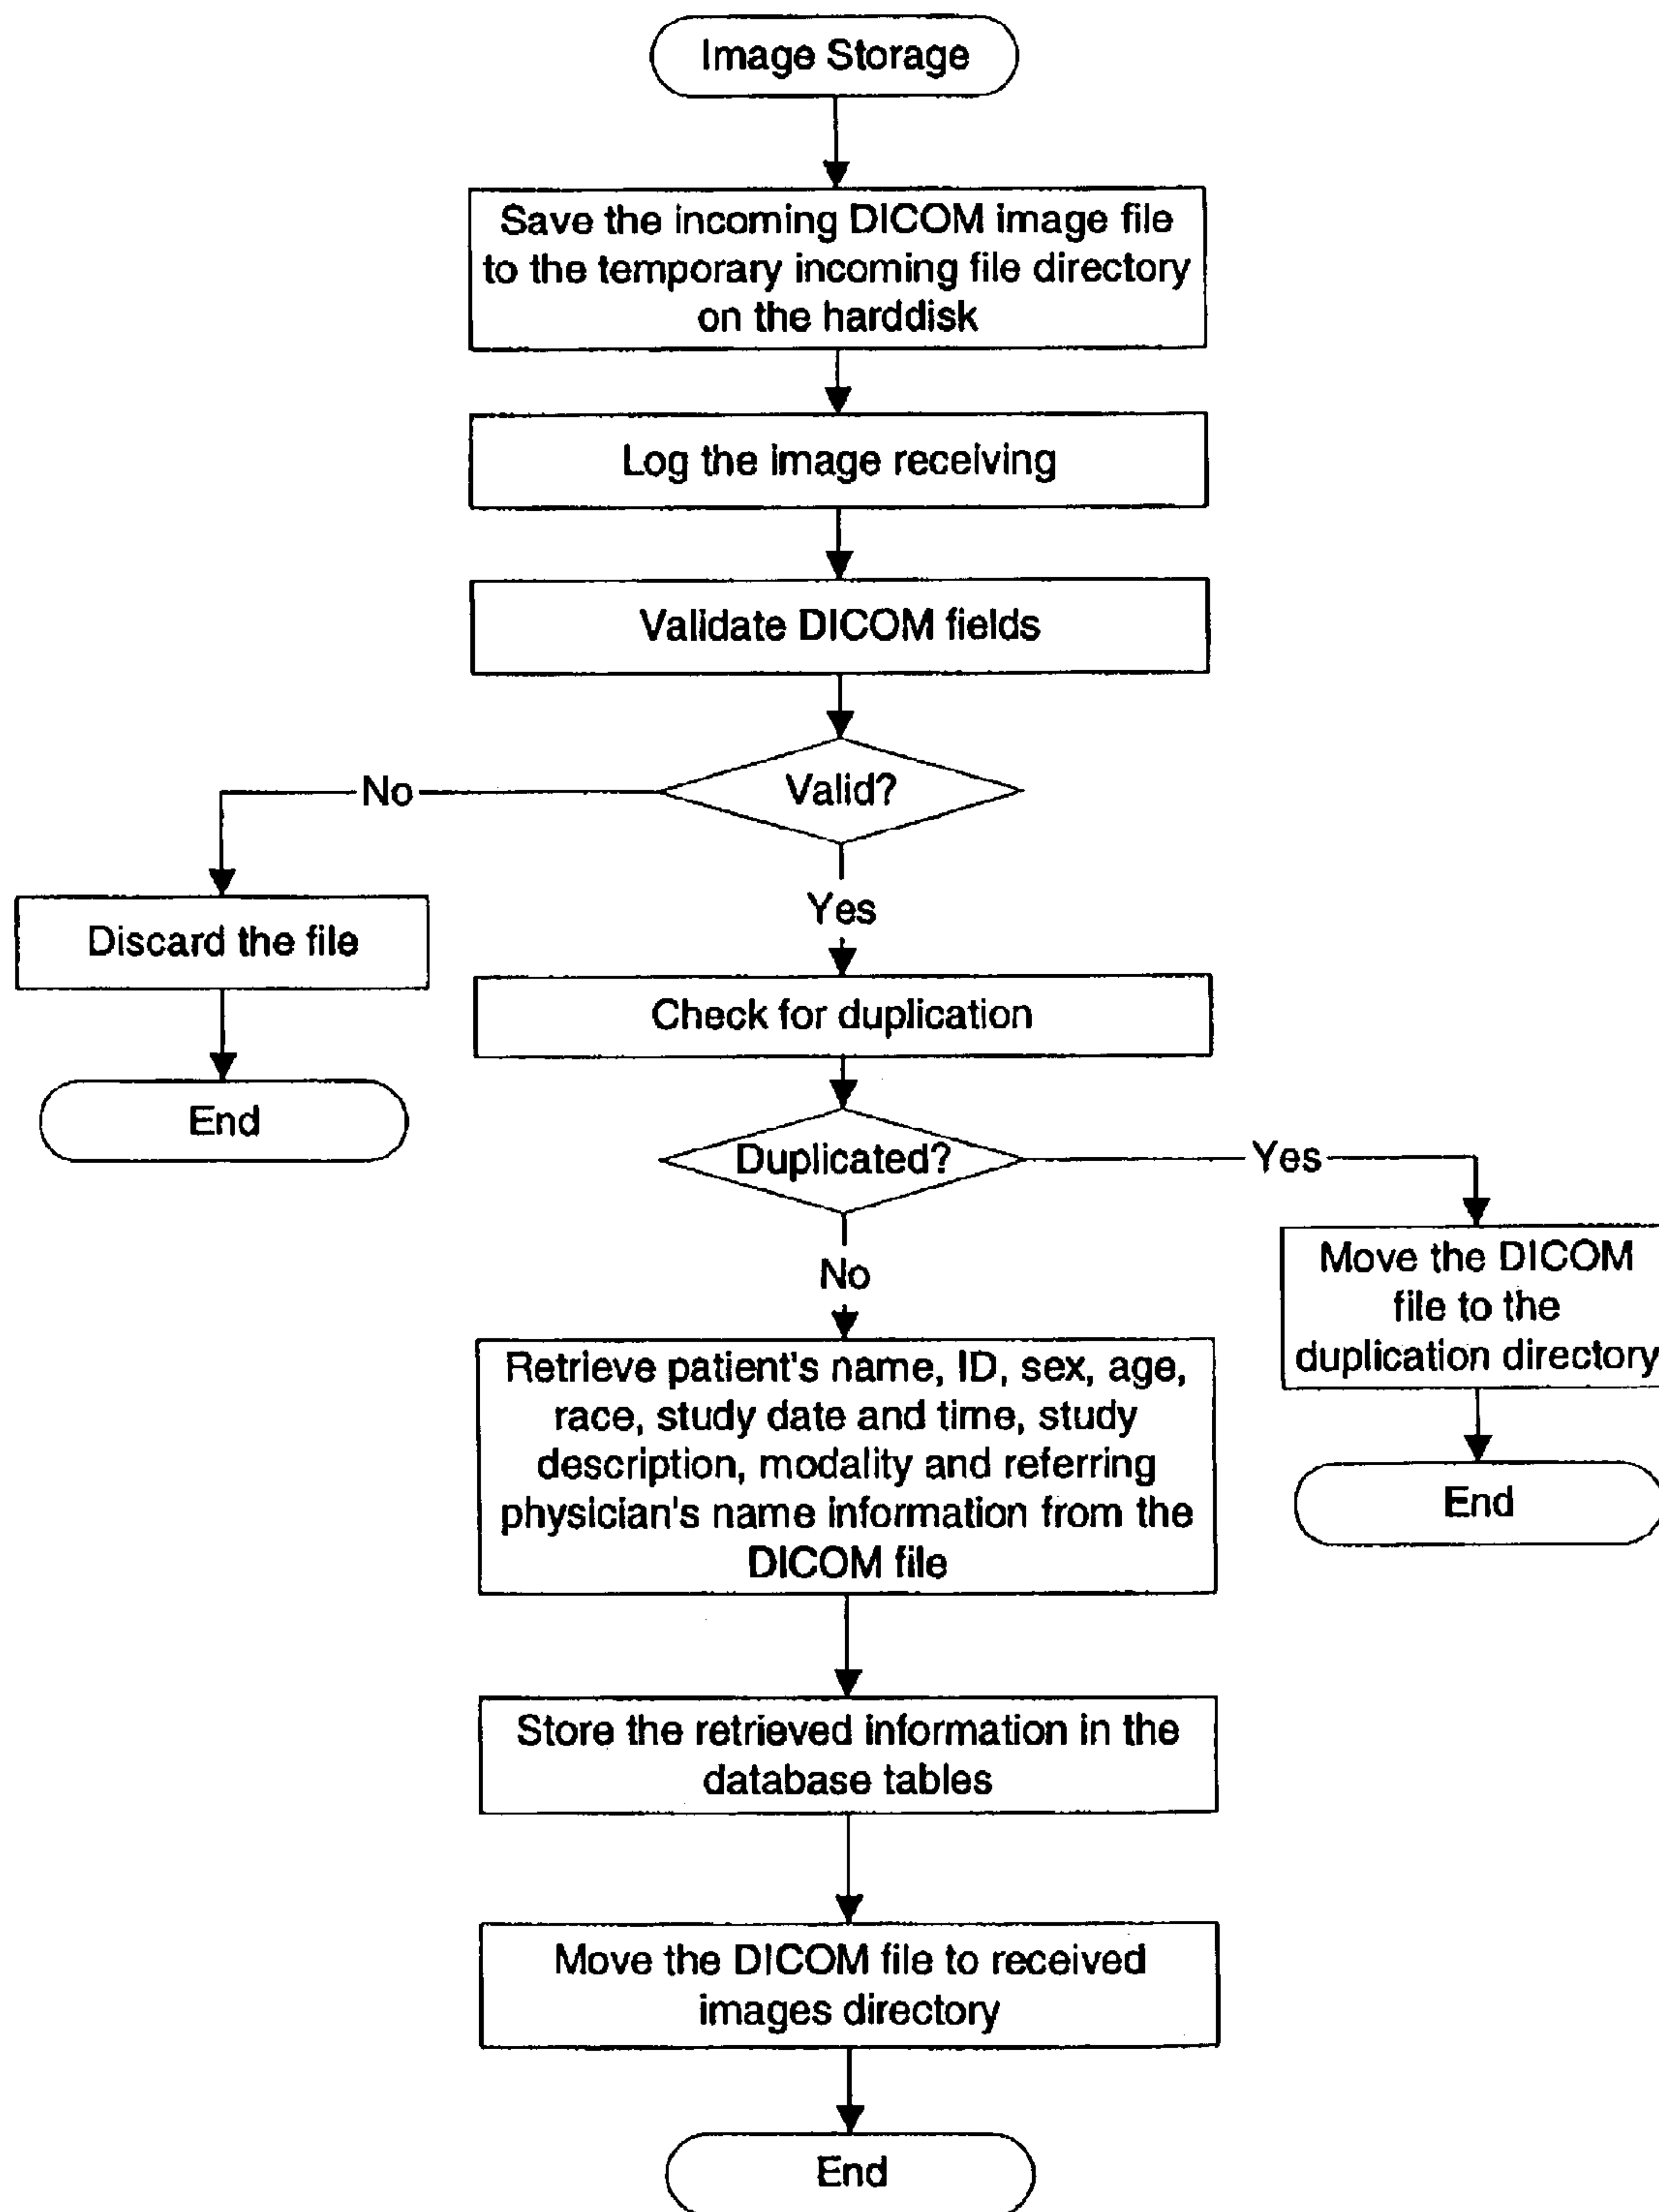 Image Storage
Save the incoming DICOM image file
to the temporary incoming file directory
on the harddisk
Log the image receiving
Validate DICOM fields
Valid?
No
Yes
Discard the file
End
Check for duplication
Duplicated?
Yes
No
Move the DICOM
file to the
duplication directory
End
Retrieve patient's name, ID, sex, age,
race, study date and time, study
description, modality and referring
physician's name information from the
DICOM file
Store the retrieved information in the
database tables
Move the DICOM file to received
images directory
End